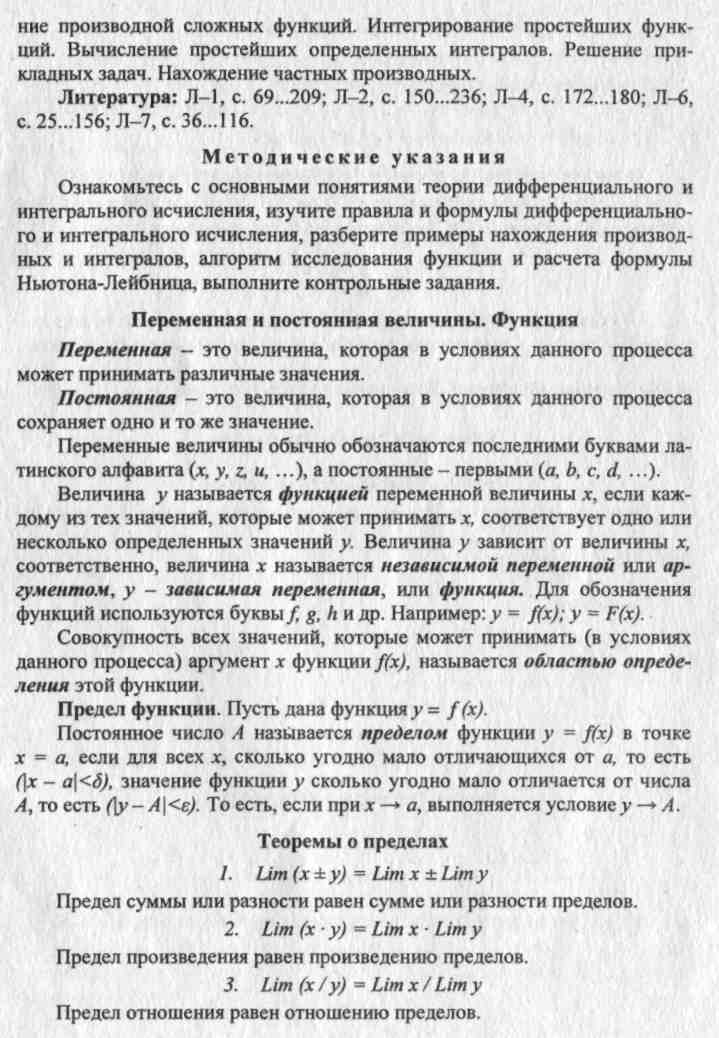 ние производной сложных функций. Интегрирование простейших функ-
ций. Вычисление простейших определенных интегралов. Решение при-
кладных задач. Нахождение частных производных.
Литература: Л–1, с. 69...209; Л–2, с. 150...236; Л–4, с. 172...180; Л–6,
с. 25...156; Л–7, с. 36...116.
Методические указания
Ознакомьтесь с основными понятиями теории дифференциального и
интегрального исчисления, изучите правила и формулы дифференциально-
го и интегрального исчисления, разберите примеры нахождения производ-
ных и интегралов, алгоритм исследования функции и расчета формулы
Ньютона-Лейбница, выполните контрольные задания.
Переменная и постоянная величины. Функция
Переменная – это величина, которая в условиях данного процесса
может принимать различные значения.
Постоянная – это величина, которая в условиях данного процесса
сохраняет одно и то же значение.
Переменные величины обычно обозначаются последними буквами ла-
тинского алфавита (x, y, z, u, …), а постоянные – первыми (a, b, c, d, …).
Величина y называется функцией переменной величины x, если каж-
дому из тех значений, которые может принимать x, соответствует одно или
несколько определенных значений y. Величина y зависит от величины x,
соответственно, величина x называется независимой переменной или ар-
гументом, y – зависимая переменная, или функция. Для обозначения
функций используются буквы f, g, h и др. Например: y = f(x); y = F(x).
Совокупность всех значений, которые может принимать (в условиях
данного процесса) аргумент x функции f(x), называется областью опреде-
ления этой функции.
Предел функции. Пусть дана функция y = f (x).
Постоянное число A называется пределом функции y = f(x) в точке
x = a, если для всех x, сколько угодно мало отличающихся от a, то есть
(|x – a|<δ), значение функции y сколько угодно мало отличается от числа
A, то есть (|y – A|<ε). То есть, если при x → a, выполняется условие y → A.
Теоремы о пределах
1. Lim (x ± y) = Lim x ± Lim y
Предел суммы или разности равен сумме или разности пределов.
2. Lim (x · y) = Lim x · Lim y
Предел произведения равен произведению пределов.
3. Lim (x / y) = Lim x / Lim y
Предел отношения равен отношению пределов.